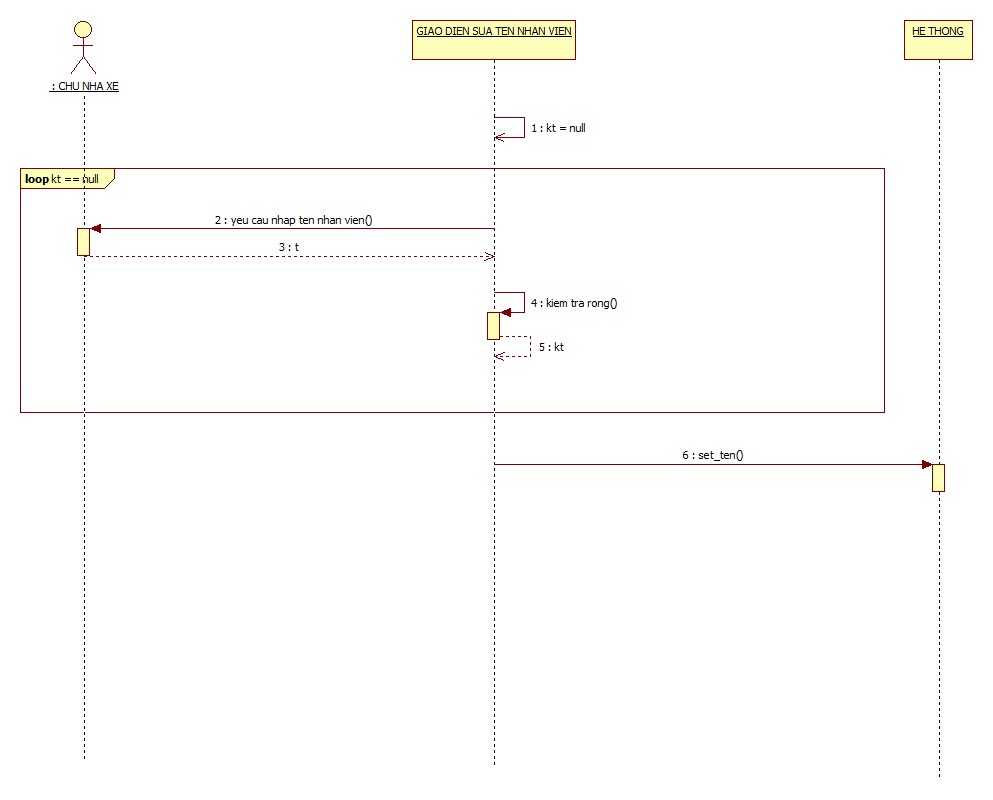 GIAO DIEN SUA TEN NHAN VIEN
HE THONG
: CHU NHA XE
1 : kt = null
loop kt == null
2 : yeu cau nhap ten nhan vien()
3 : t
4 : kiem tra rong()
5 : kt
6 : set_ten()